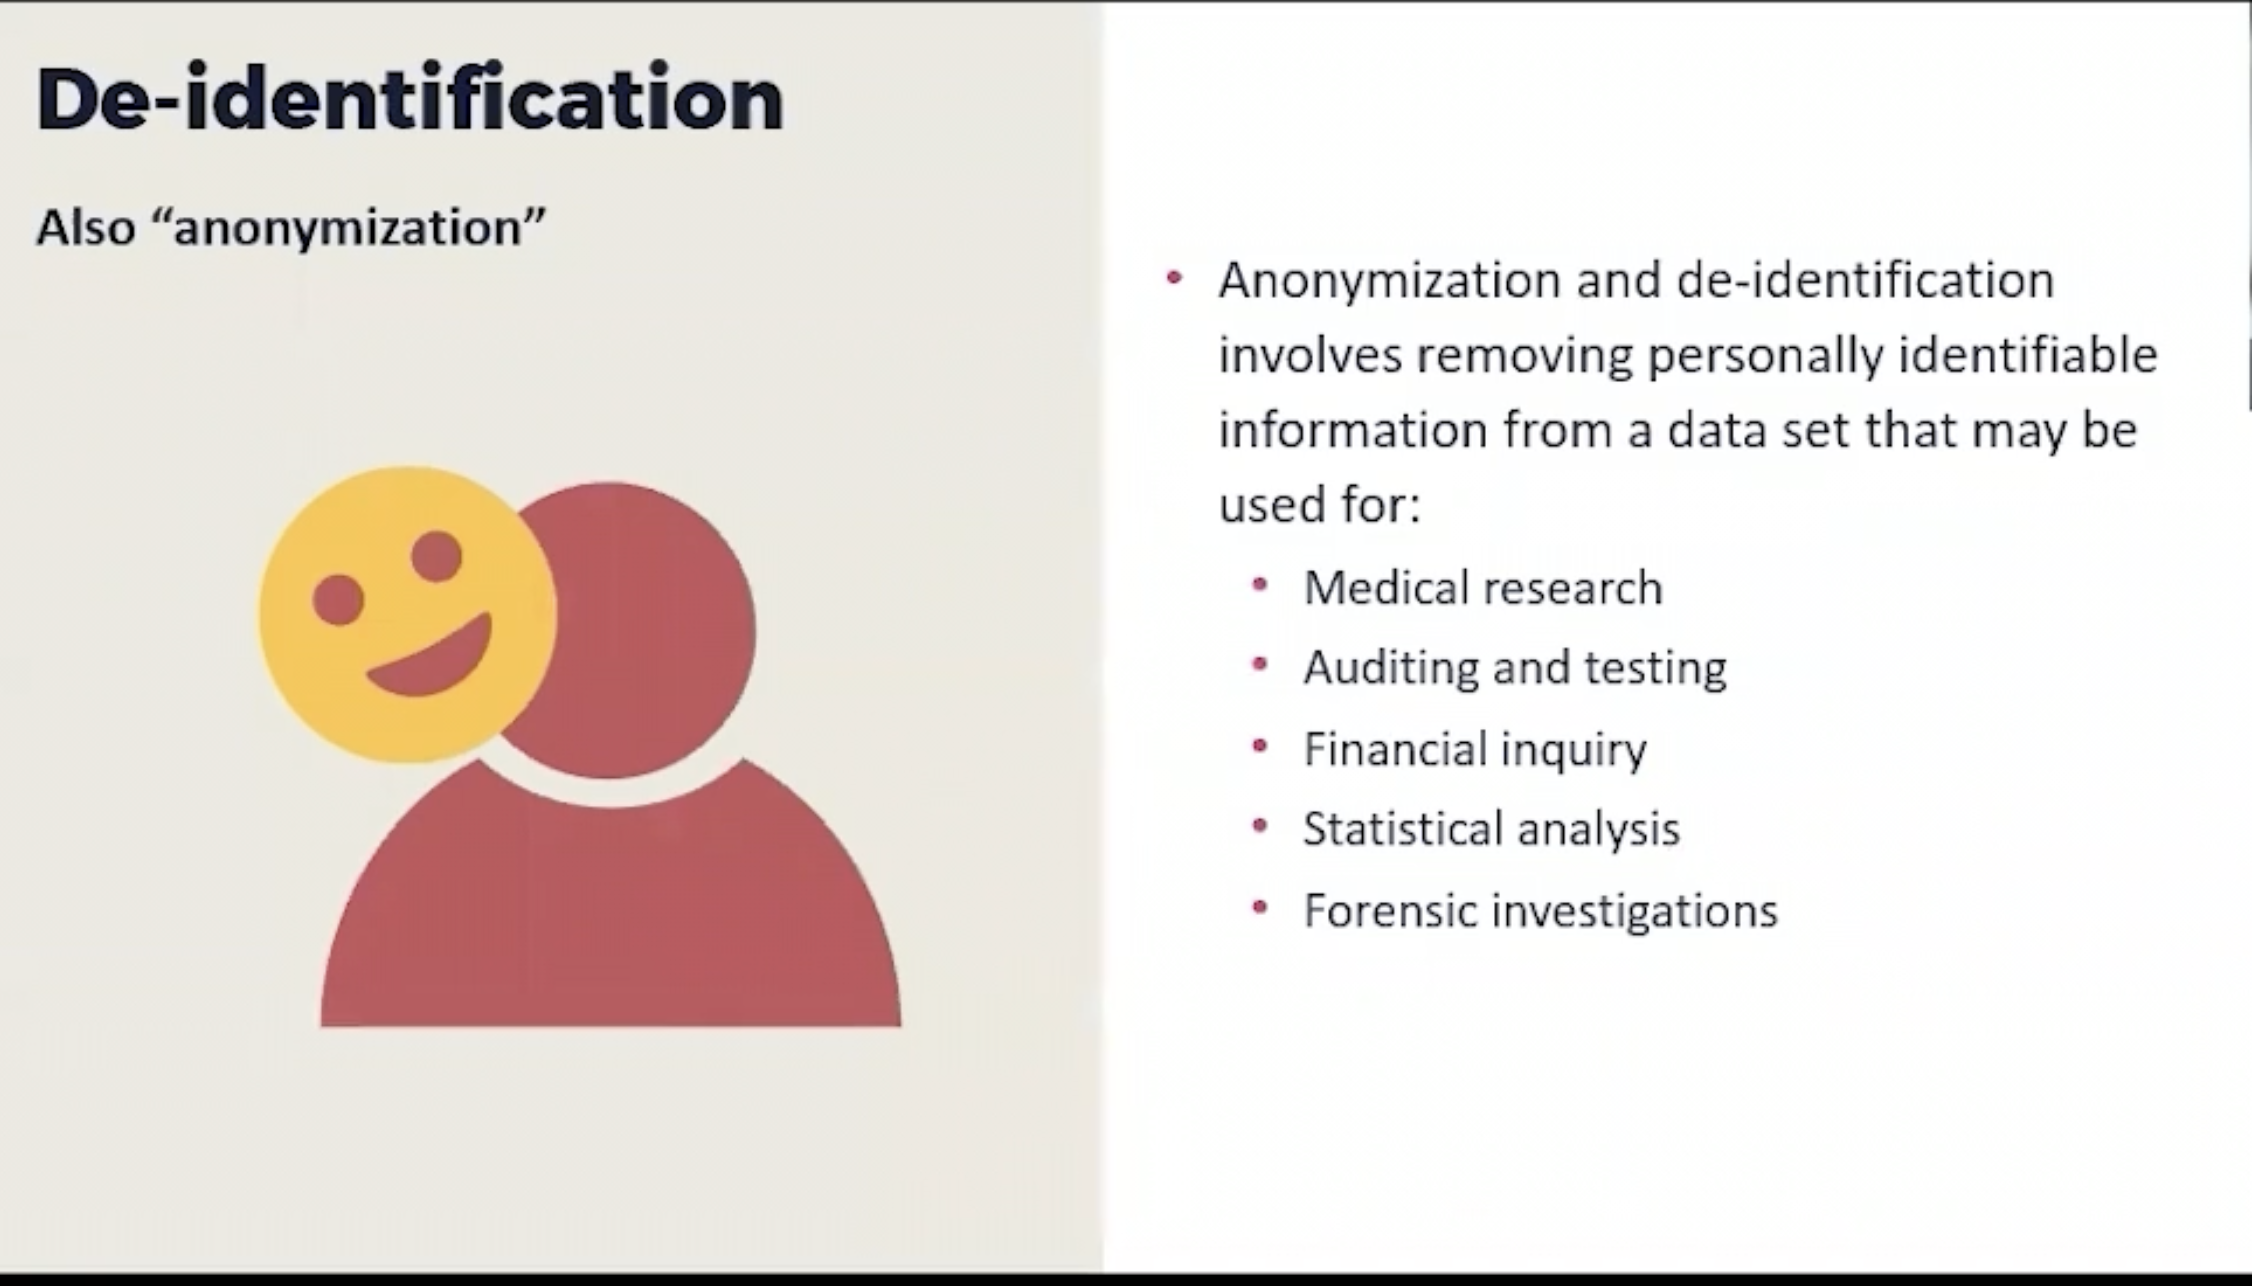 De-identification
Also “anonymization”
• Anonymization and de-identification
involves removing personally identifiable
information from a data set that may be
used for:
• Medical research
• Auditing and testing
• Financial inquiry
• Statistical analysis
• Forensic investigations